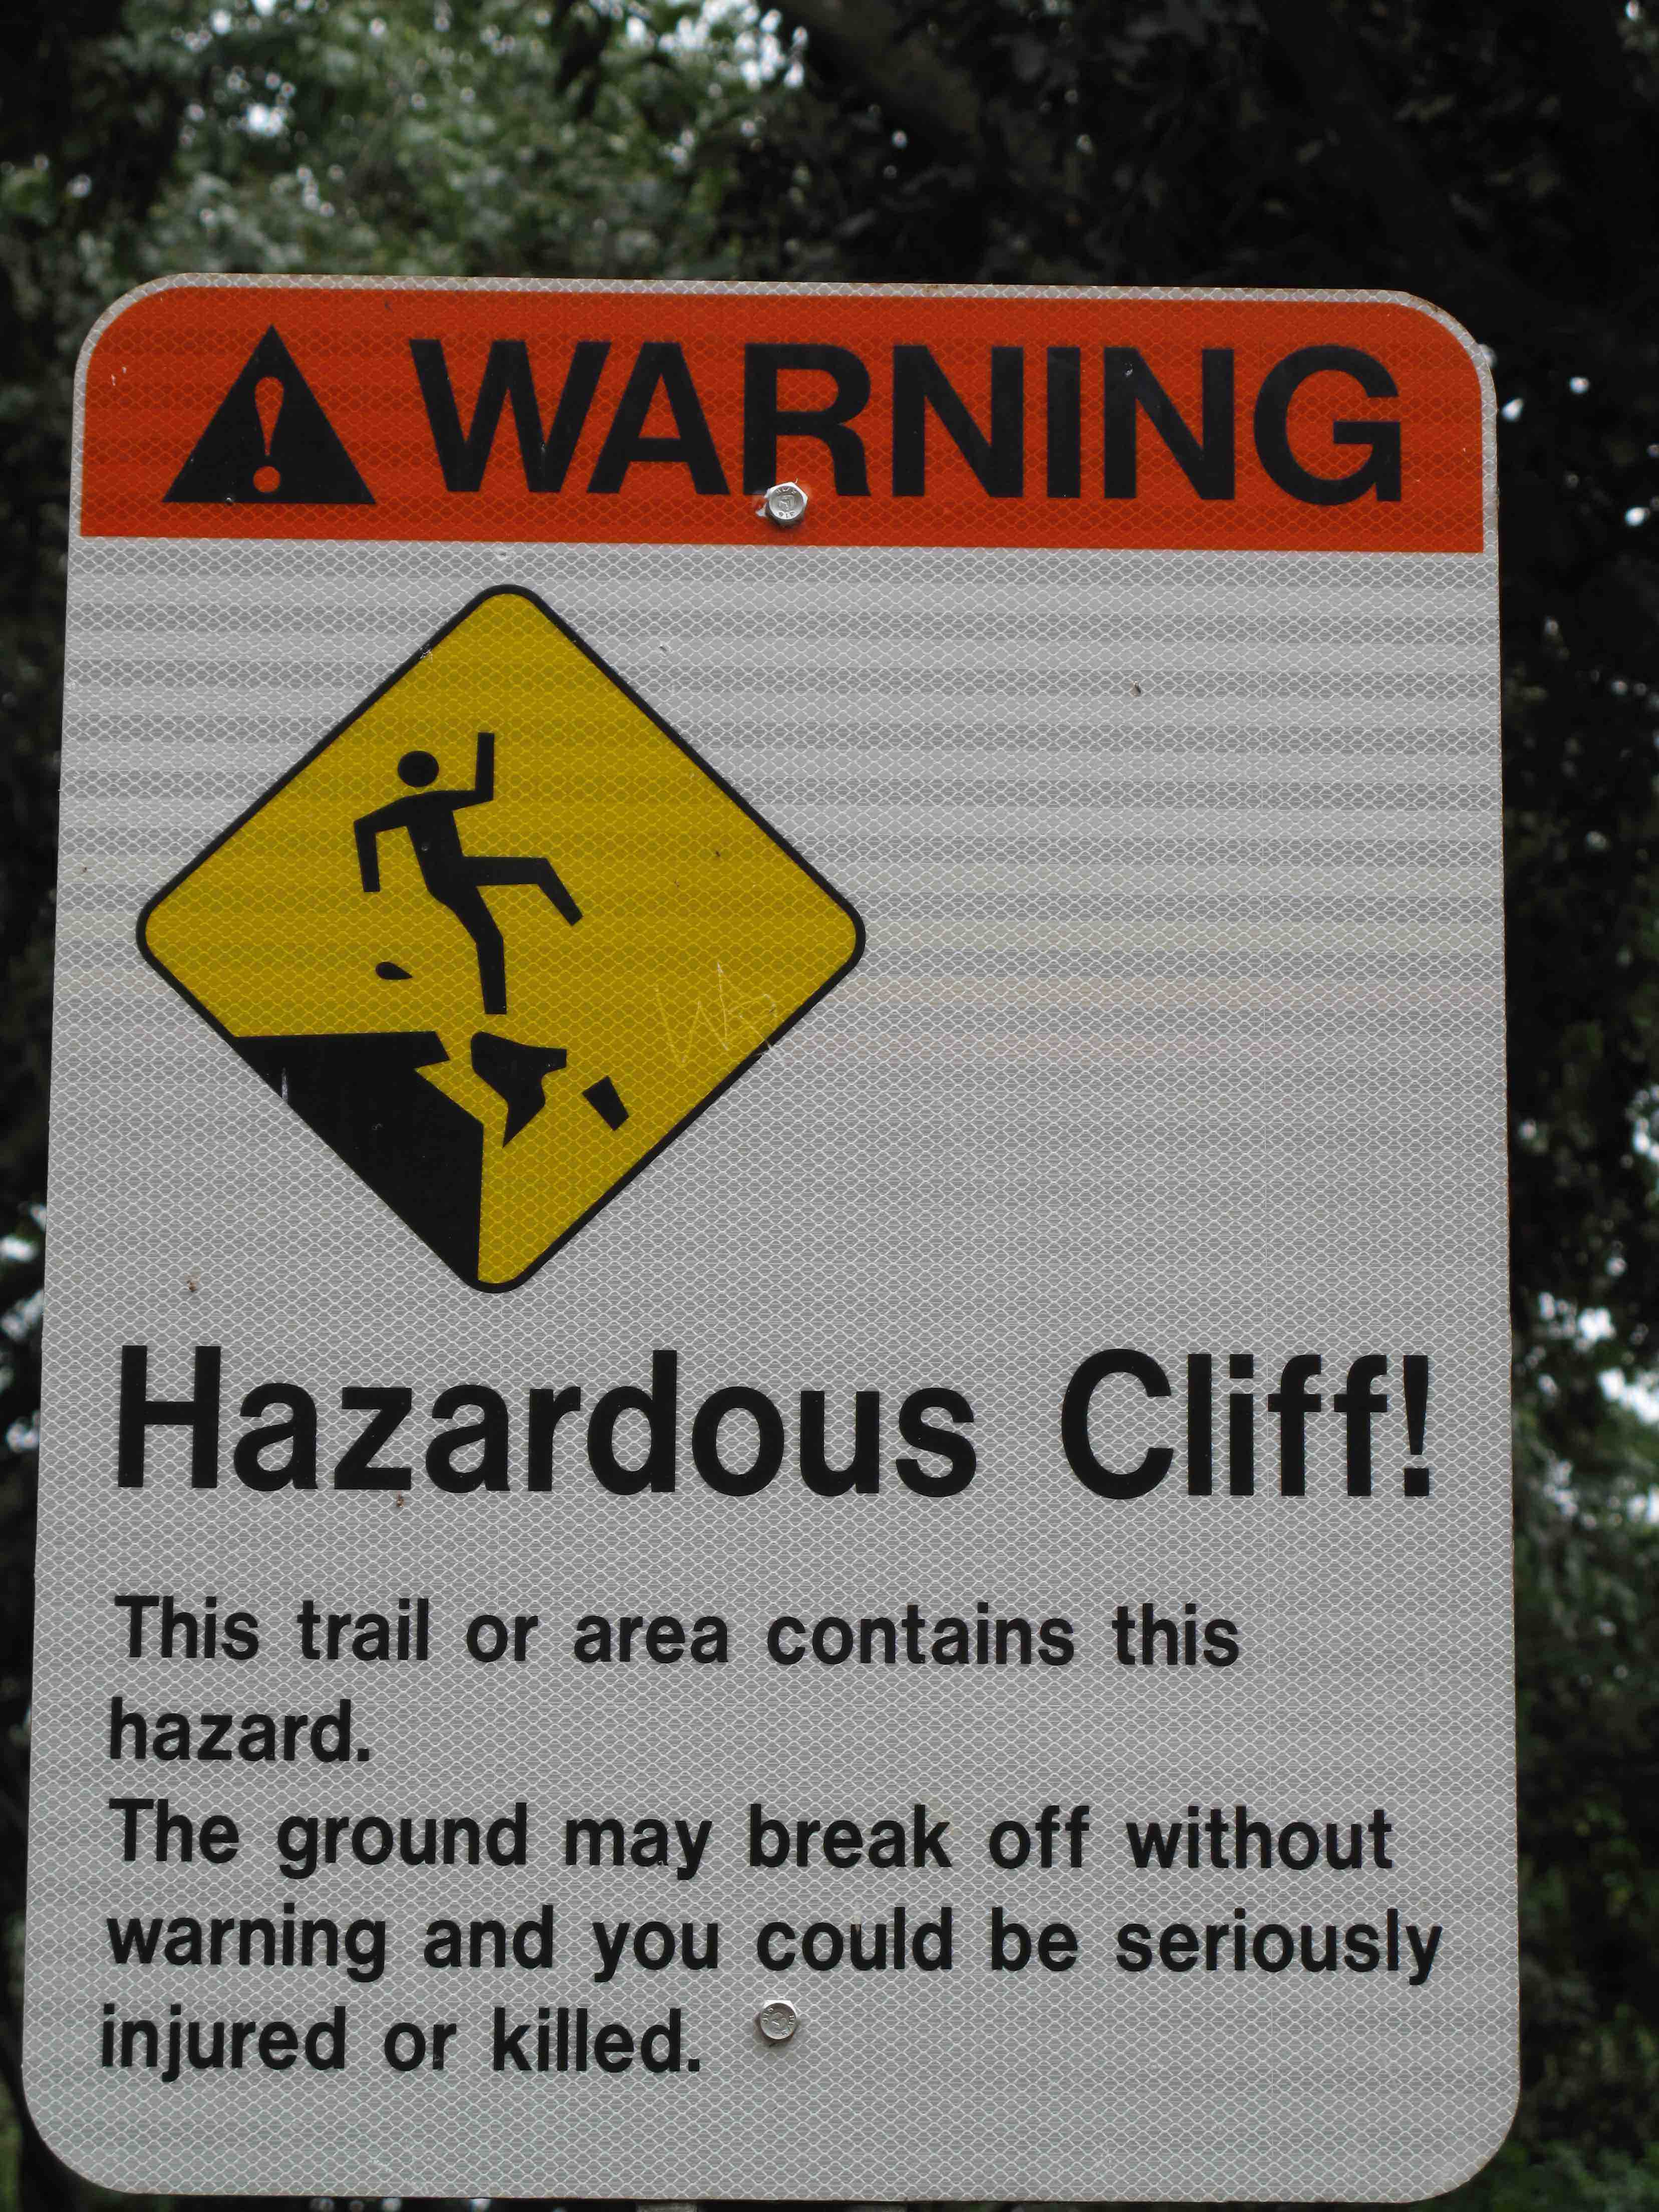 WARNING
Hazardous Cliff!
This trail or area contains this
hazard.
The ground may break off without
warning and you could be seriously
injured or killed.